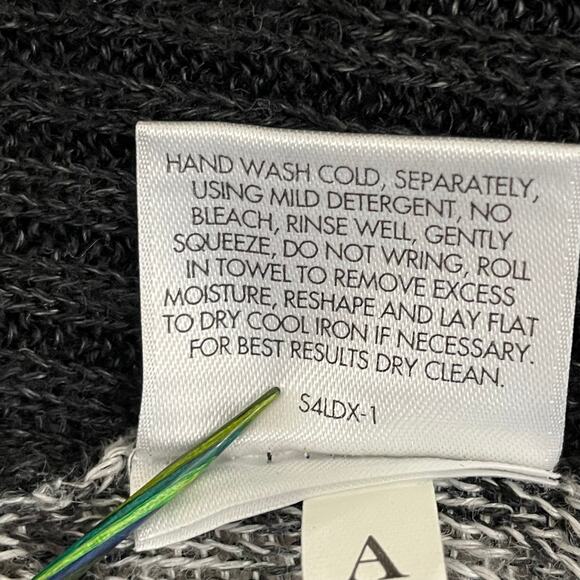 HAND WASH COLD, SEPARATELY,
USING MILD DETERGENT, NO
BLEACH, RINSE WELL, GENTLY
SQUEEZE, DO NOT WRING, ROLL
IN TOWEL TO REMOVE EXCESS
MOISTURE, RESHAPE AND LAY FLAT
TO DRY COOL IRON IF NECESSARY.
FOR BEST RESULTS DRY CLEAN.
S4LDX-1
A